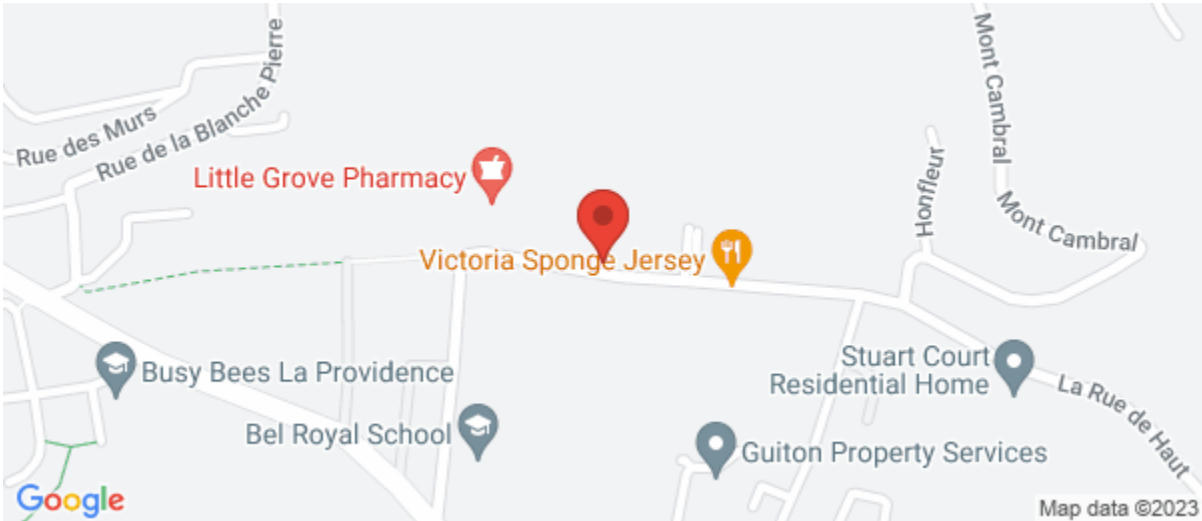 Mont Cambral
Rue des Murs
Rue de la Blanche Pierre
Little Grove Pharmacy
Honfleur
Mont Cambral
Victoria Sponge Jersey
Busy Bees La Providence
Stuart Court
Residential Home
La Rue de Haut
Bel Royal School
Guiton Property Services
Google
Map data ©2023